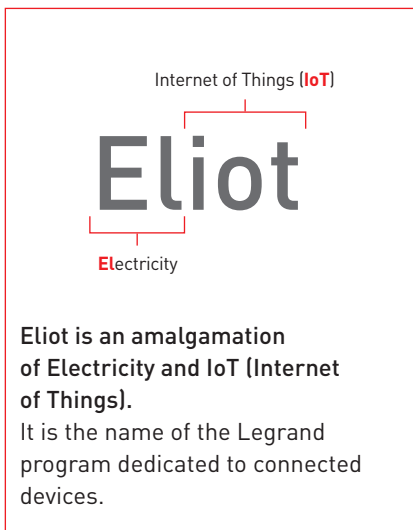 Internet of Things (IoT)
Eliot
Electricity
Eliot is an amalgamation
of Electricity and IoT (Internet
of Things).
It is the name of the Legrand
program dedicated to connected
devices.